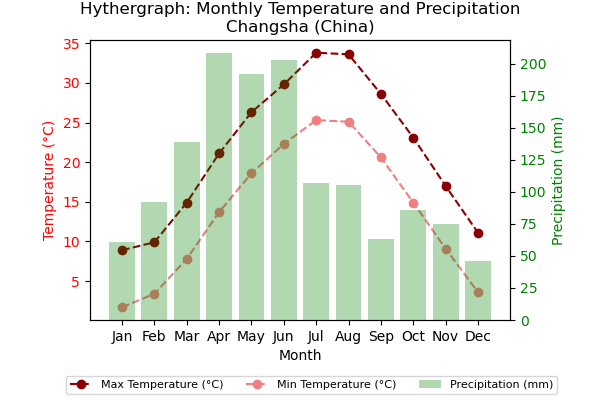 Hythergraph: Monthly Temperature and Precipitation
Changsha (China)
35
30
25
20
15
10
5
Temperature (°C)
200
175
150
125
100
75
50
25
0
Precipitation (mm)
Jan Feb Mar Apr May Jun Jul Aug Sep Oct Nov Dec
Month
Max Temperature (°C) Min Temperature (°C) Precipitation (mm)